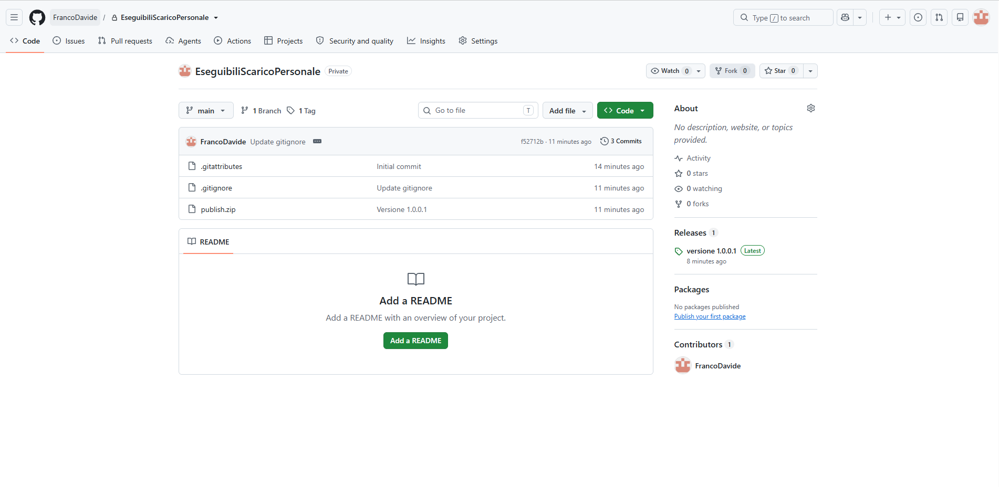 FrancoDavide / EseguibiliScaricoPersonale
Type / to search
Code Issues Pull requests Agents Actions Projects Security and quality Insights Settings
EseguibiliScaricoPersonale Private
Watch 0 Fork 0 Star 0
main 1 Branch 1 Tag Go to file T Add file Code
FrancoDavide Update gitignore f52712b · 11 minutes ago 3 Commits
.gitattributes Initial commit 14 minutes ago
.gitignore Update gitignore 11 minutes ago
publish.zip Versione 1.0.0.1 11 minutes ago
README
Add a README
Add a README with an overview of your project.
Add a README
About
No description, website, or topics
provided.
Activity
0 stars
0 watching
0 forks
Releases 1
versione 1.0.0.1 Latest
8 minutes ago
Packages
No packages published
Publish your first package
Contributors 1
FrancoDavide